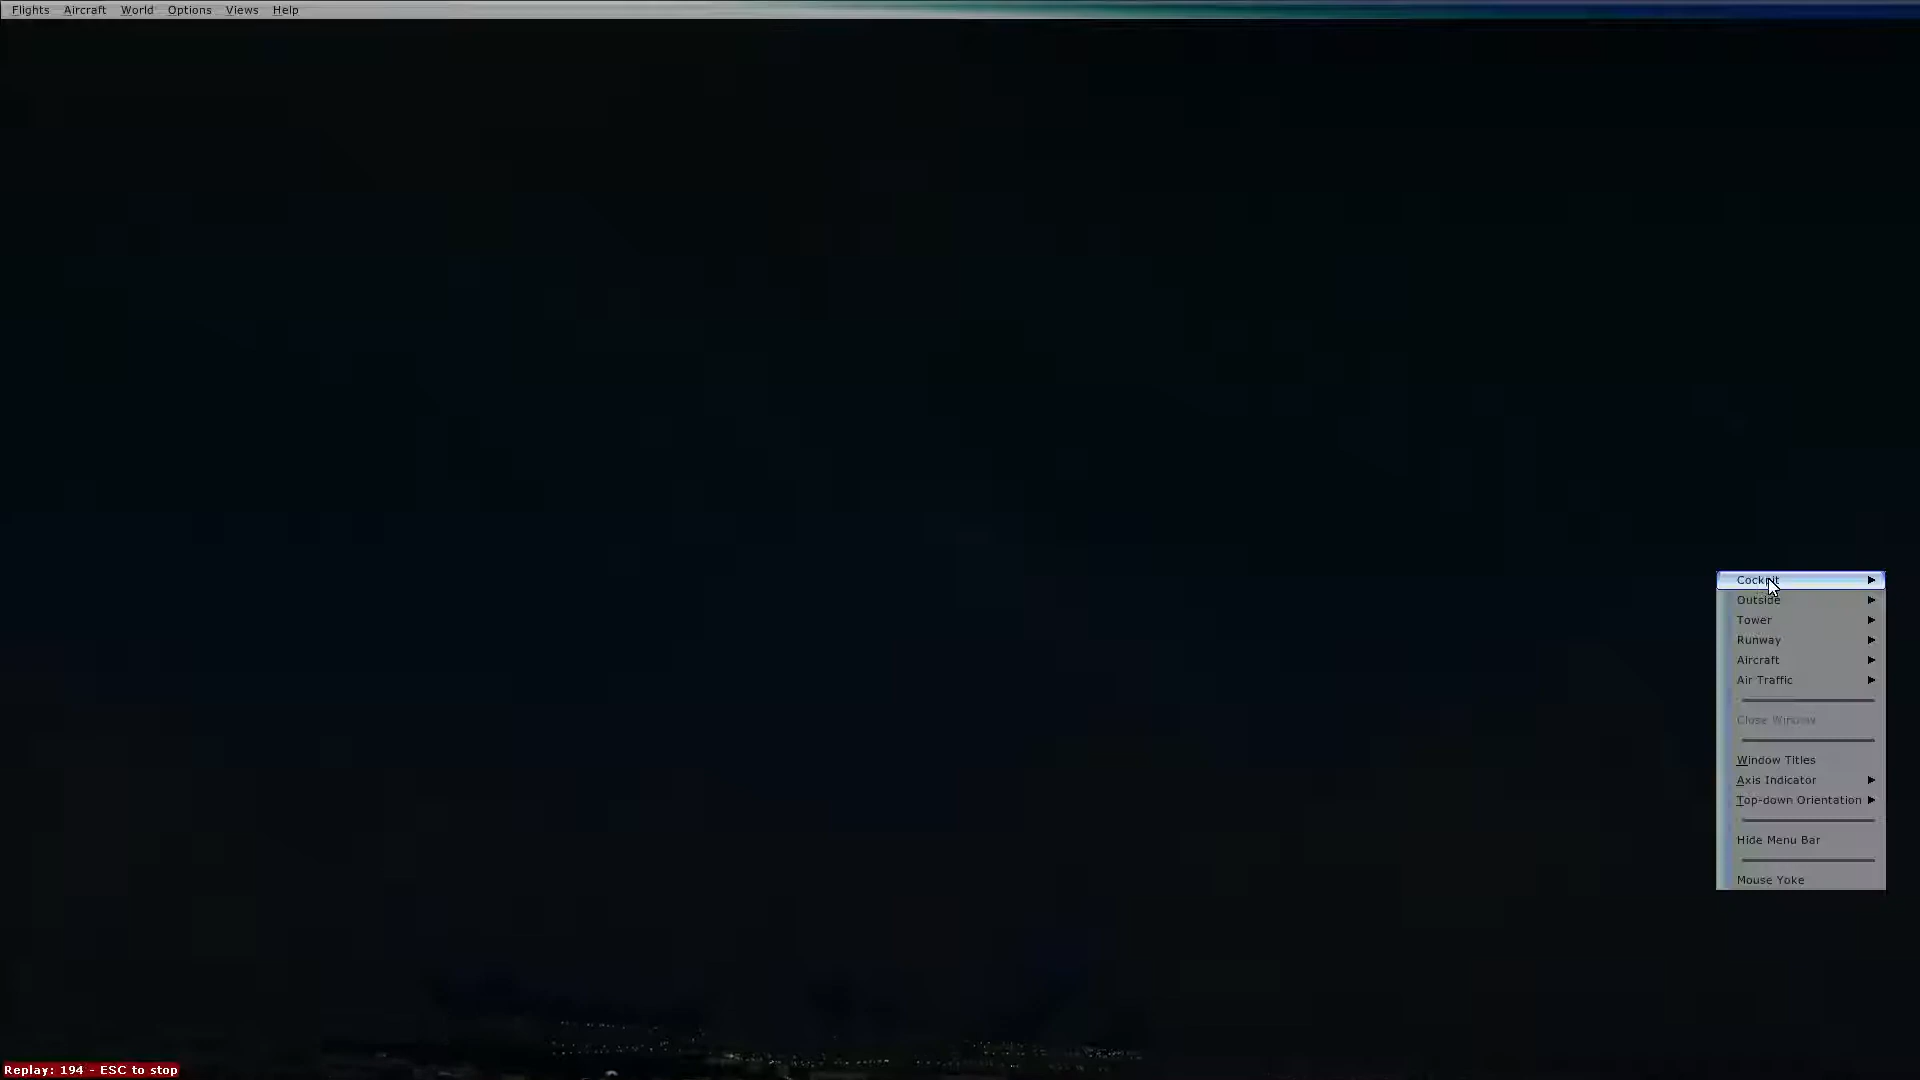 Flights Aircraft World Options Views Help
Cockpit
Outside
Tower
Runway
Aircraft
Air Traffic
Close Window
Window Titles
Axis Indicator
Top-down Orientation
Hide Menu Bar
Mouse Yoke
Replay: 194 - ESC to stop